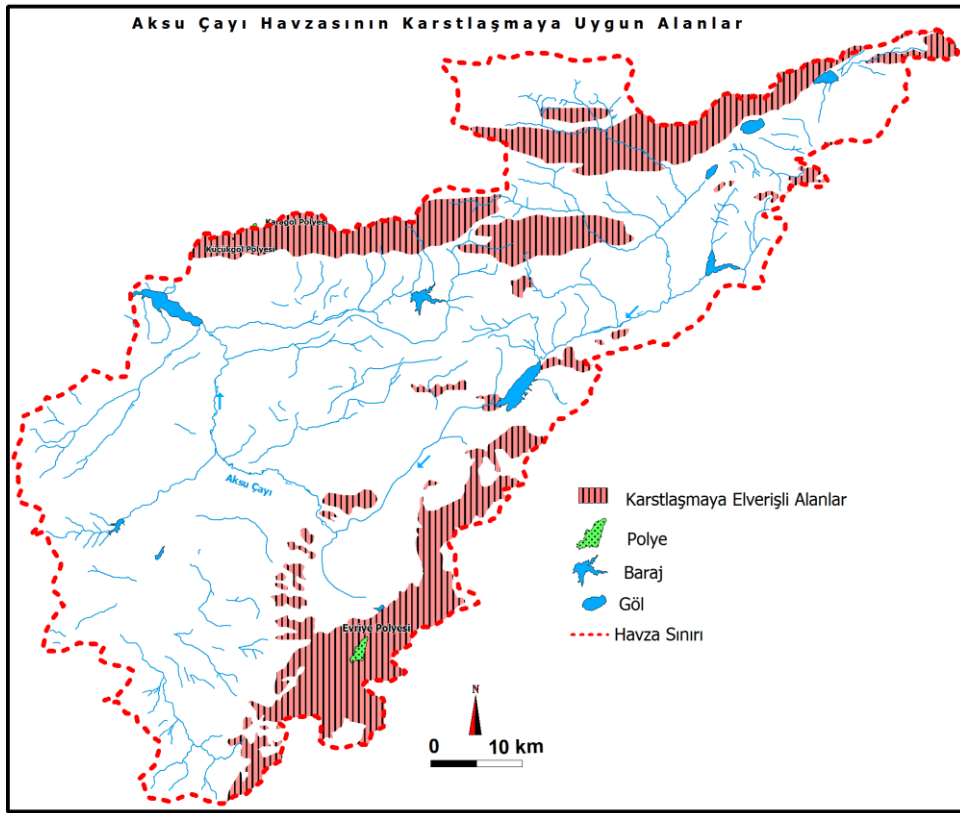 Aksu Çayı Havzasının Karstlaşmaya Uygun Alanlar
Karagöl Polyesi
Küçükgöl Polyesi
Aksu Çayı
Karstlaşmaya Elverişli Alanlar
Polye
Baraj
Göl
Havza Sınırı
Evriye Polyesi
N
0 10 km